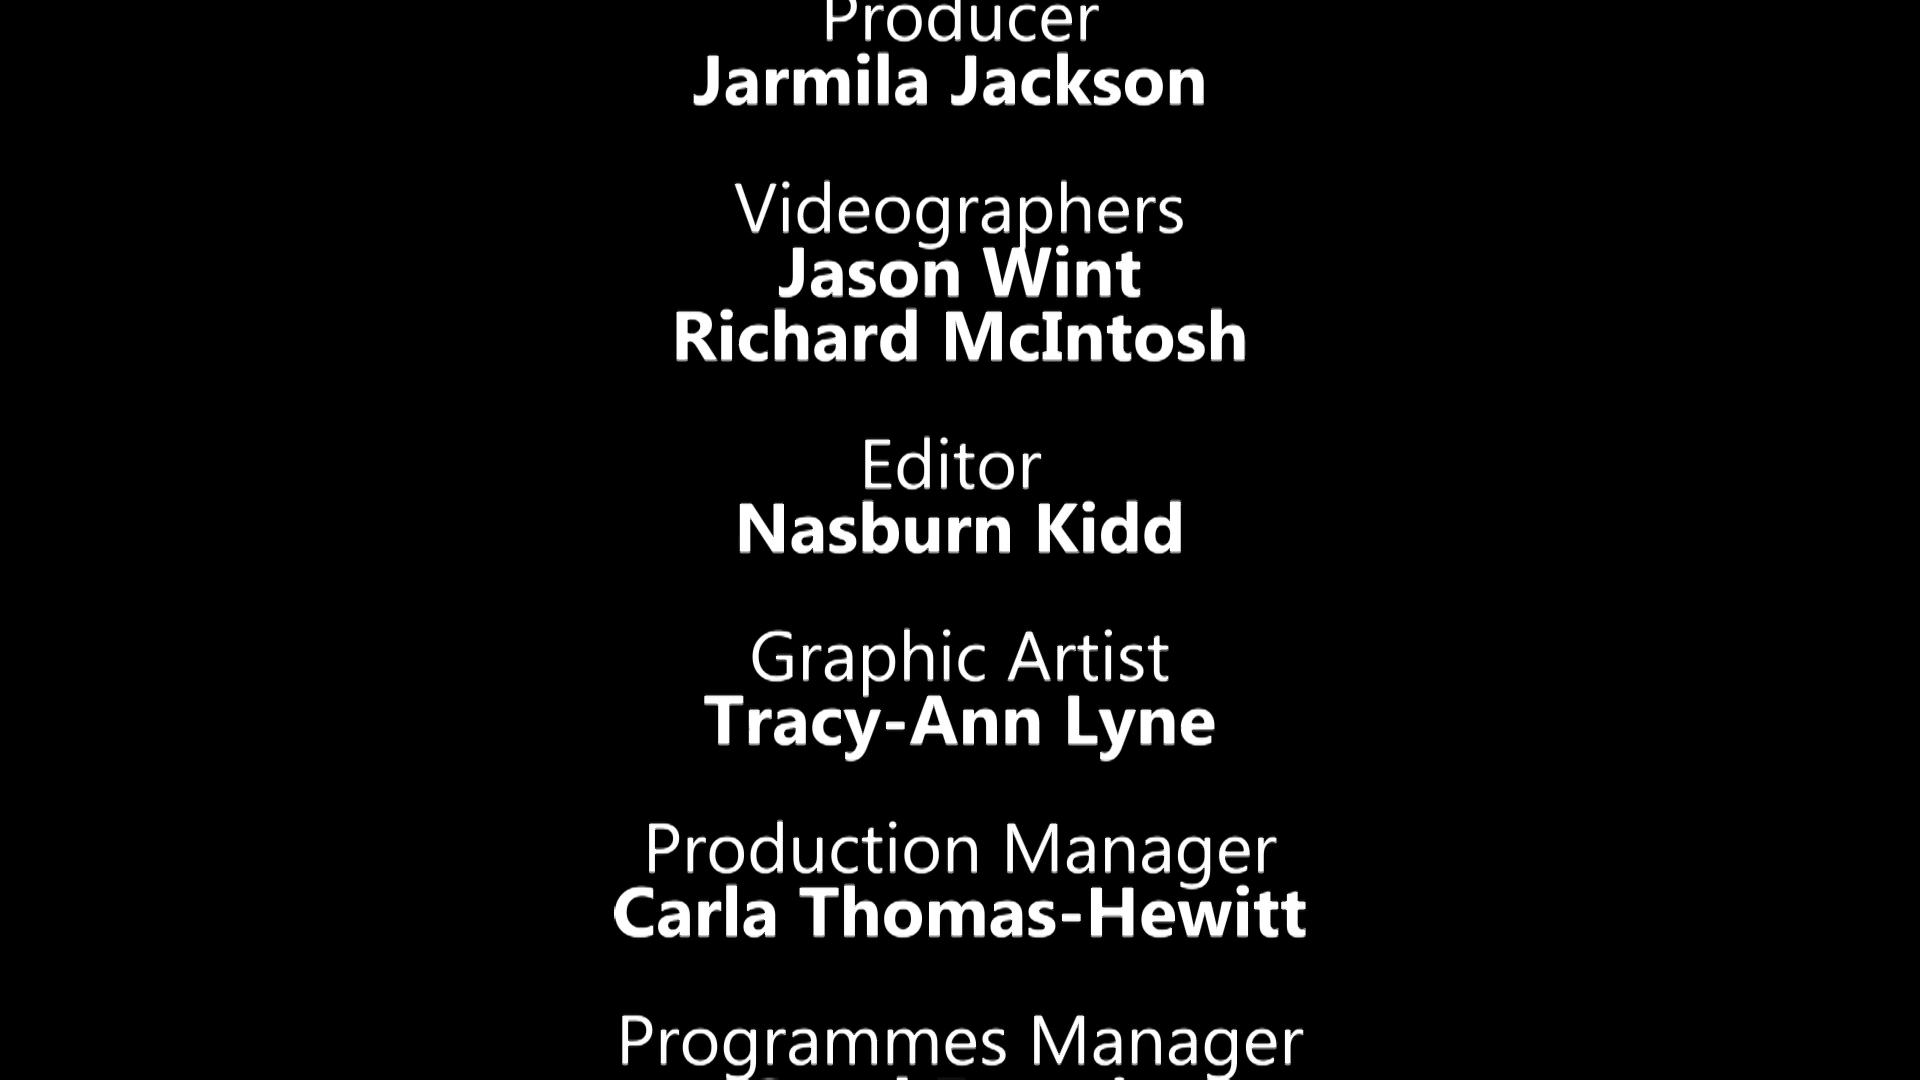 Producer
Jarmila Jackson
Videographers
Jason Wint
Richard McIntosh
Editor
Nasburn Kidd
Graphic Artist
Tracy-Ann Lyne
Production Manager
Carla Thomas-Hewitt
Programmes Manager